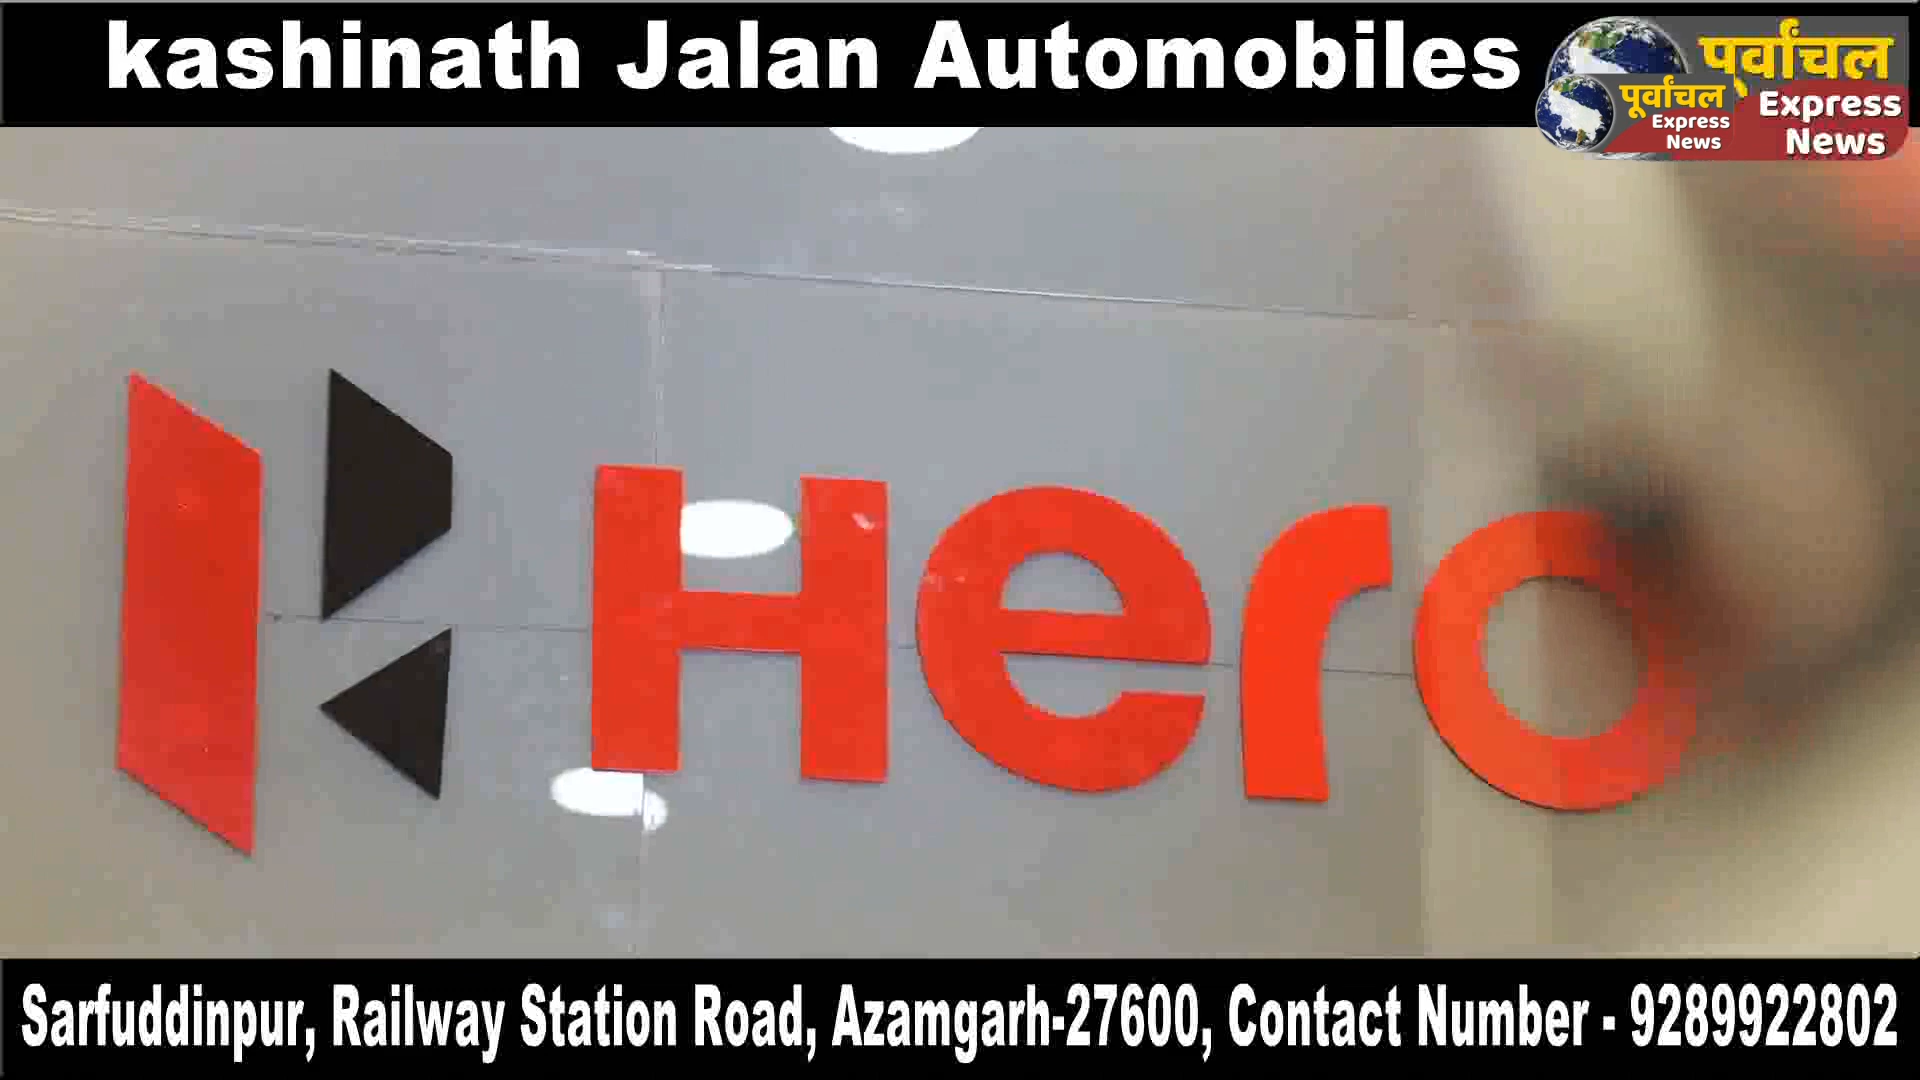 kashinath Jalan Automobiles
पूर्वांचल
Express
News
पूर्वांचल
Express
News
Hero
Sarfuddinpur, Railway Station Road, Azamgarh-27600, Contact Number - 9289922802